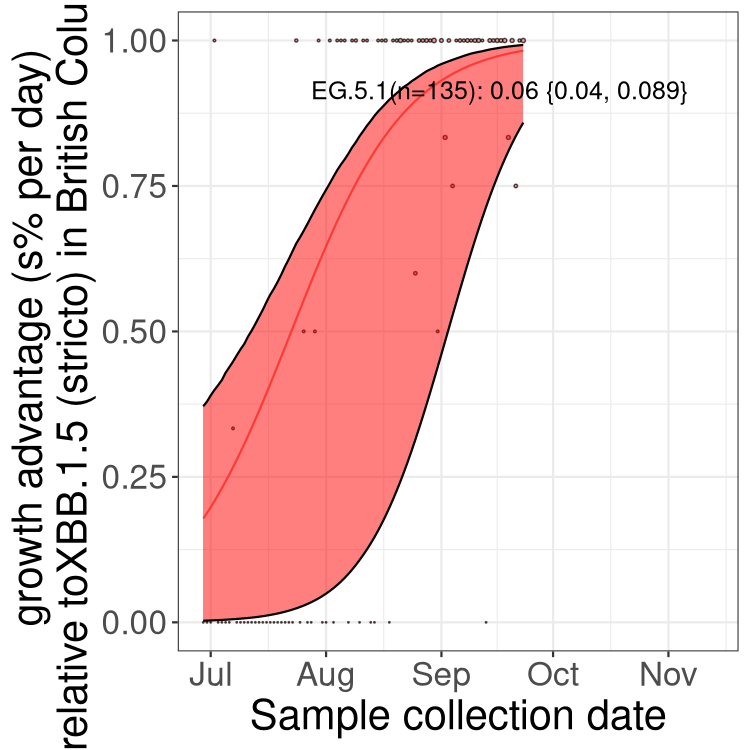 growth advantage (s% per day)
relative toXBB.1.5 (stricto) in British Colu
1.00
0.75
0.50
0.25
0.00
EG.5.1(n=135): 0.06 {0.04, 0.089}
Jul Aug Sep Oct Nov
Sample collection date